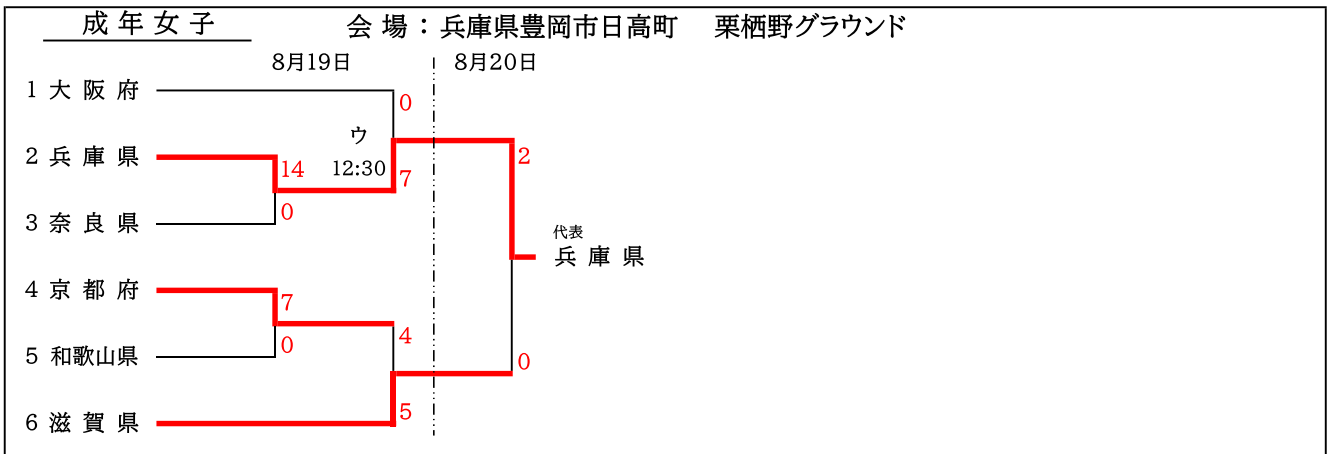 成年女子 会場：兵庫県豊岡市日高町 栗栖野グラウンド
8月19日 8月20日
1 大阪府
0
ウ
2 兵庫県 14 12:30 7 2
3 奈良県 0
代表
兵庫県
4 京都府 7
5 和歌山県 0 4 0
6 滋賀県 5